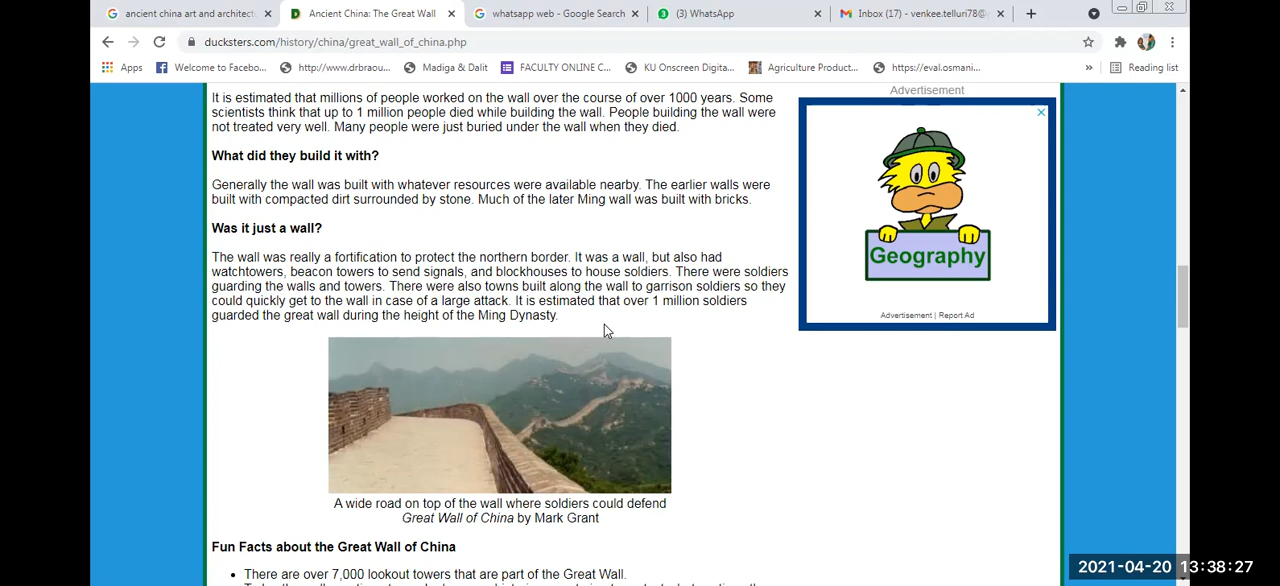 ancient china art and architect
Ancient China: The Great Wall
whatsapp web - Google Search
(3) WhatsApp
Inbox (17) - venkee.telluri78@
ducksters.com/history/china/great_wall_of_china.php
Apps
Welcome to Facebo...
http://www.drbraou...
Madiga & Dalit
FACULTY ONLINE C...
KU Onscreen Digita...
Agriculture Product...
https://eval.osmani...
»
Reading list
It is estimated that millions of people worked on the wall over the course of over 1000 years. Some
scientists think that up to 1 million people died while building the wall. People building the wall were
not treated very well. Many people were just buried under the wall when they died.
What did they build it with?
Generally the wall was built with whatever resources were available nearby. The earlier walls were
built with compacted dirt surrounded by stone. Much of the later Ming wall was built with bricks.
Was it just a wall?
The wall was really a fortification to protect the northern border. It was a wall, but also had
watchtowers, beacon towers to send signals, and blockhouses to house soldiers. There were soldiers
guarding the walls and towers. There were also towns built along the wall to garrison soldiers so they
could quickly get to the wall in case of a large attack. It is estimated that over 1 million soldiers
guarded the great wall during the height of the Ming Dynasty.
A wide road on top of the wall where soldiers could defend
Great Wall of China by Mark Grant
Fun Facts about the Great Wall of China
• There are over 7,000 lookout towers that are part of the Great Wall.
Advertisement
Geography
Advertisement | Report Ad
2021-04-20 13:38:27